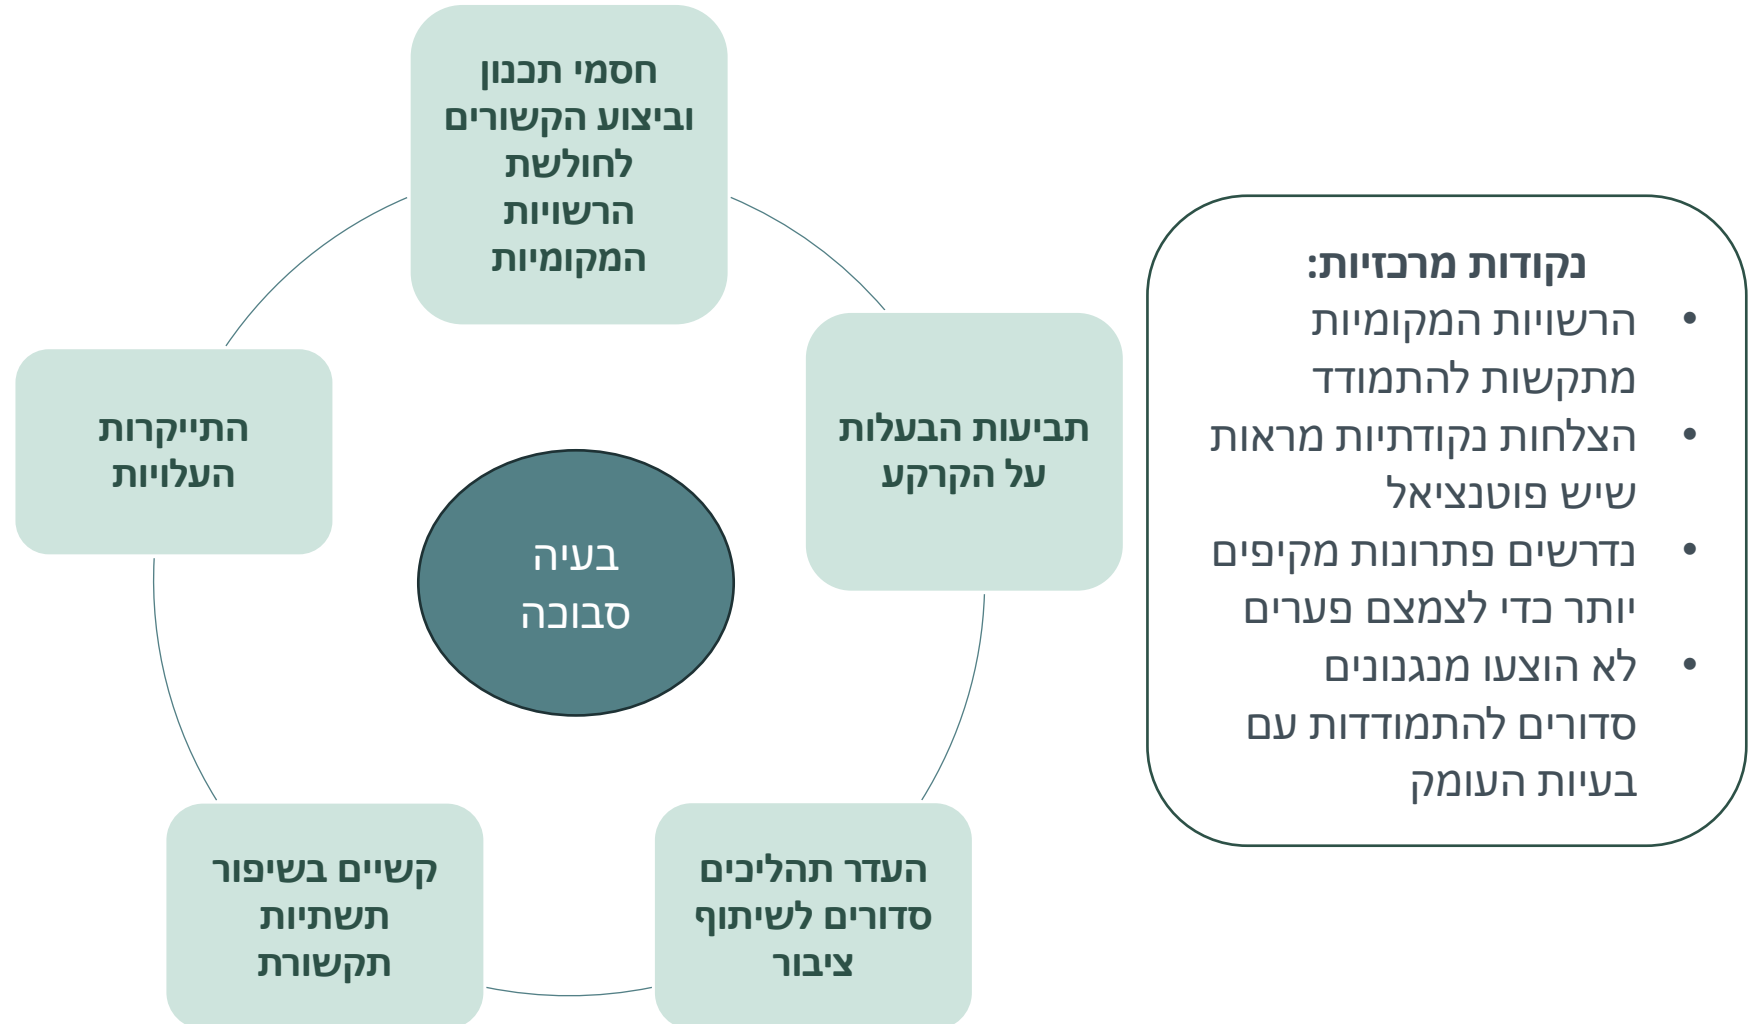 חסמי תכנון
וביצוע הקשורים
לחולשת
הרשויות
המקומיות
תביעות הבעלות
על הקרקע
העדר תהליכים
סדורים לשיתוף
ציבור
קשיים בשיפור
תשתיות
תקשורת
התייקרות
העלויות
בעיה
סבוכה
נקודות מרכזיות:
• הרשויות המקומיות
מתקשות להתמודד
• הצלחות נקודתיות מראות
שיש פוטנציאל
• נדרשים פתרונות מקיפים
יותר כדי לצמצם פערים
• לא הוצעו מנגנונים
סדורים להתמודדות עם
בעיות העומק